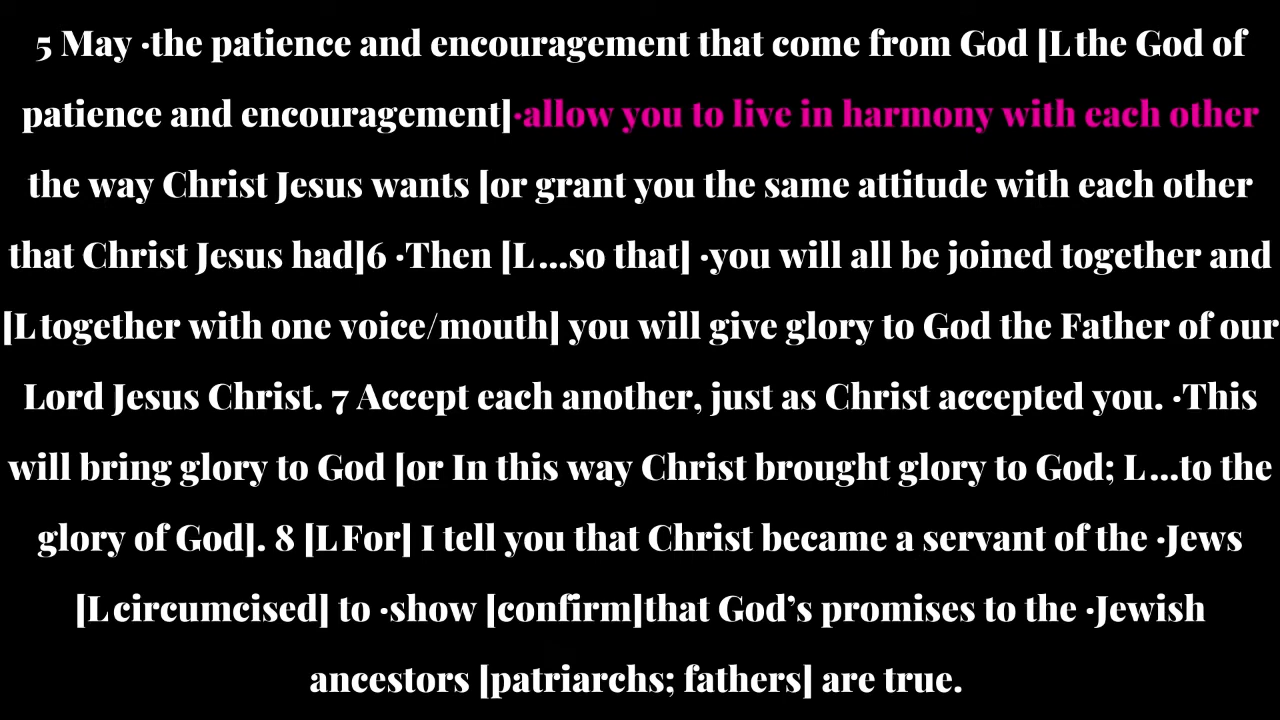 5 May ·the patience and encouragement that come from God [L the God of
patience and encouragement]·allow you to live in harmony with each other
the way Christ Jesus wants [or grant you the same attitude with each other
that Christ Jesus had]6 ·Then [L …so that] ·you will all be joined together and
[L together with one voice/mouth] you will give glory to God the Father of our
Lord Jesus Christ. 7 Accept each another, just as Christ accepted you. ·This
will bring glory to God [or In this way Christ brought glory to God; L …to the
glory of God]. 8 [L For] I tell you that Christ became a servant of the ·Jews
[L circumcised] to ·show [confirm]that God’s promises to the ·Jewish
ancestors [patriarchs; fathers] are true.